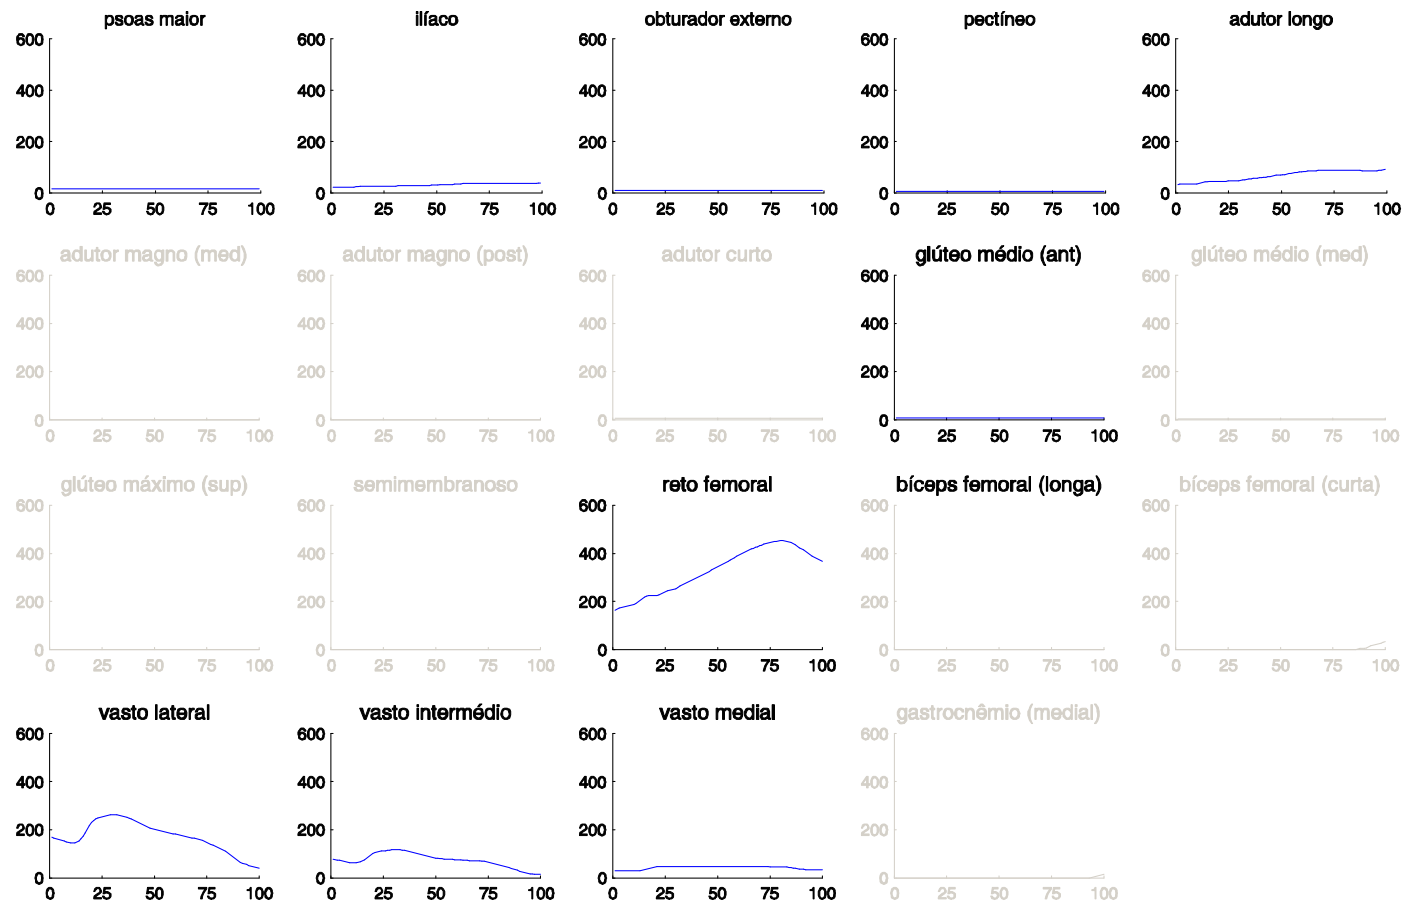 psoas maior ilíaco obturador externo pectíneo adutor longo
600 600 600 600 600
400 400 400 400 400
200 200 200 200 200
0 0 0 0 0
0 25 50 75 100 0 25 50 75 100 0 25 50 75 100 0 25 50 75 100 0 25 50 75 100
adutor magno (med) adutor magno (post) adutor curto glúteo médio (ant) glúteo médio (med)
600 600 600 600 600
400 400 400 400 400
200 200 200 200 200
0 0 0 0 0
0 25 50 75 100 0 25 50 75 100 0 25 50 75 100 0 25 50 75 100 0 25 50 75 100
glúteo máximo (sup) semimembranoso reto femoral bíceps femoral (longa) bíceps femoral (curta)
600 600 600 600 600
400 400 400 400 400
200 200 200 200 200
0 0 0 0 0
0 25 50 75 100 0 25 50 75 100 0 25 50 75 100 0 25 50 75 100 0 25 50 75 100
vasto lateral vasto intermédio vasto medial gastrocnêmio (medial)
600 600 600 600
400 400 400 400
200 200 200 200
0 0 0 0
0 25 50 75 100 0 25 50 75 100 0 25 50 75 100 0 25 50 75 100